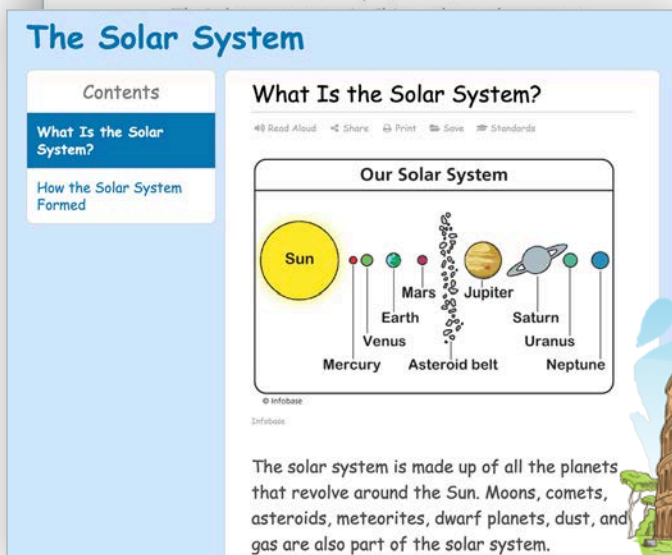 The Solar System
Contents
What Is the Solar
System?
How the Solar System
Formed
What Is the Solar System?
Read Aloud Share Print Save Standards
Our Solar System
Sun
Mars Jupiter
Earth Saturn
Venus Uranus
Mercury Asteroid belt Neptune
© Infobase
Infobase
The solar system is made up of all the planets
that revolve around the Sun. Moons, comets,
asteroids, meteorites, dwarf planets, dust, and
gas are also part of the solar system.